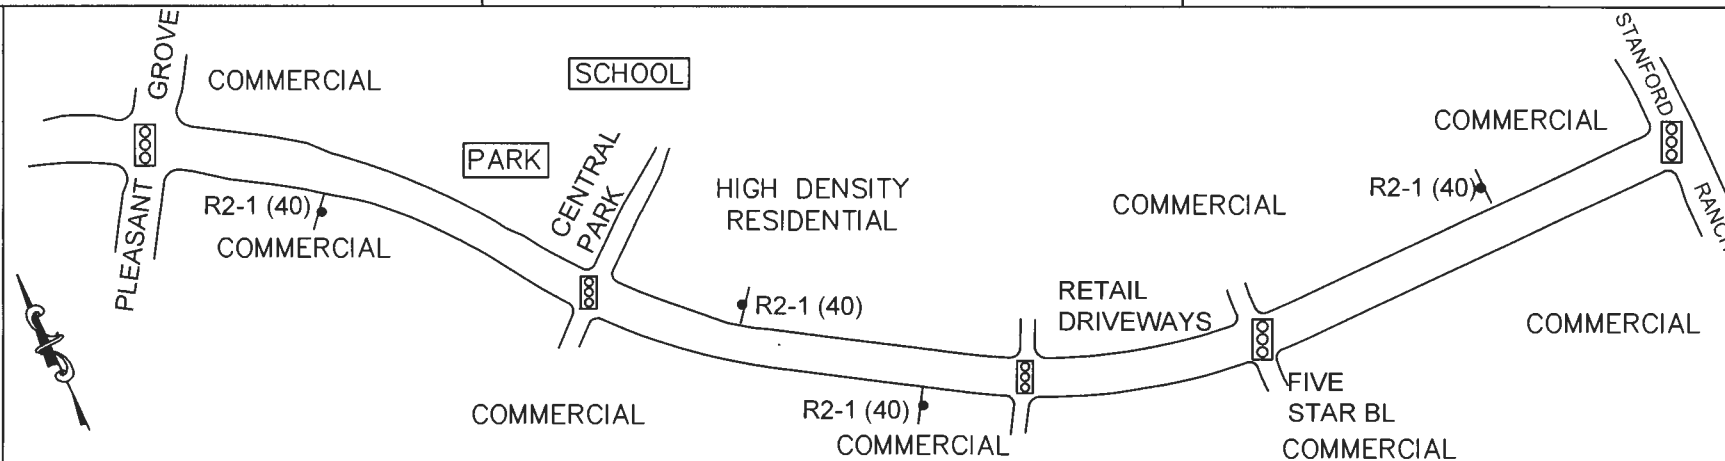 GROVE
PLEASANT
COMMERCIAL
SCHOOL
PARK
CENTRAL
PARK
R2-1 (40)
COMMERCIAL
HIGH DENSITY
RESIDENTIAL
R2-1 (40)
COMMERCIAL
R2-1 (40)
COMMERCIAL
COMMERCIAL
RETAIL
DRIVEWAYS
FIVE
STAR BL
COMMERCIAL
COMMERCIAL
R2-1 (40)
COMMERCIAL
STANFORD